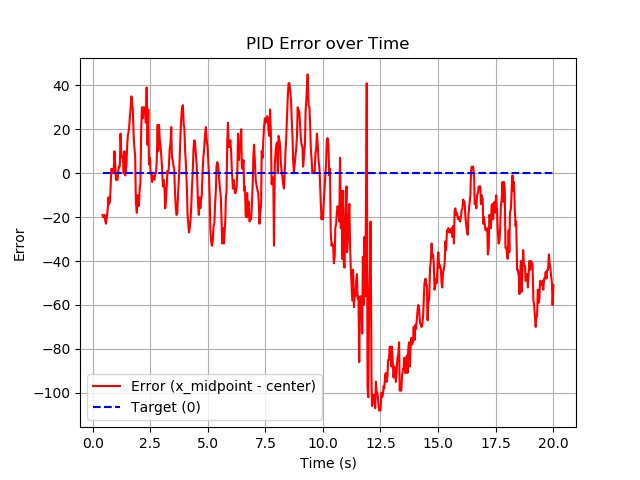 PID Error over Time
Error
40
20
0
−20
−40
−60
−80
−100
Error (x_midpoint - center)
Target (0)
0.0 2.5 5.0 7.5 10.0 12.5 15.0 17.5 20.0
Time (s)